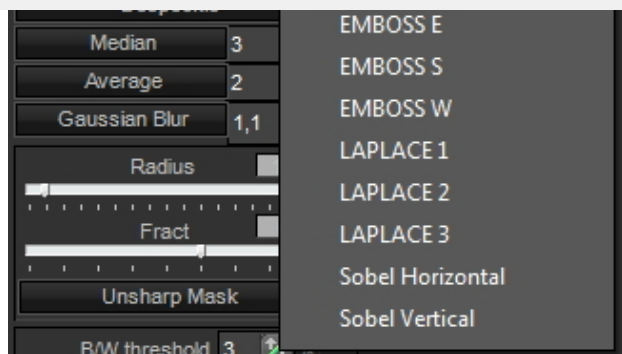 Despeckle
Median 3
Average 2
Gaussian Blur 1,1
Radius
Fract
Unsharp Mask
B/W threshold 3
EMBOSS E
EMBOSS S
EMBOSS W
LAPLACE 1
LAPLACE 2
LAPLACE 3
Sobel Horizontal
Sobel Vertical